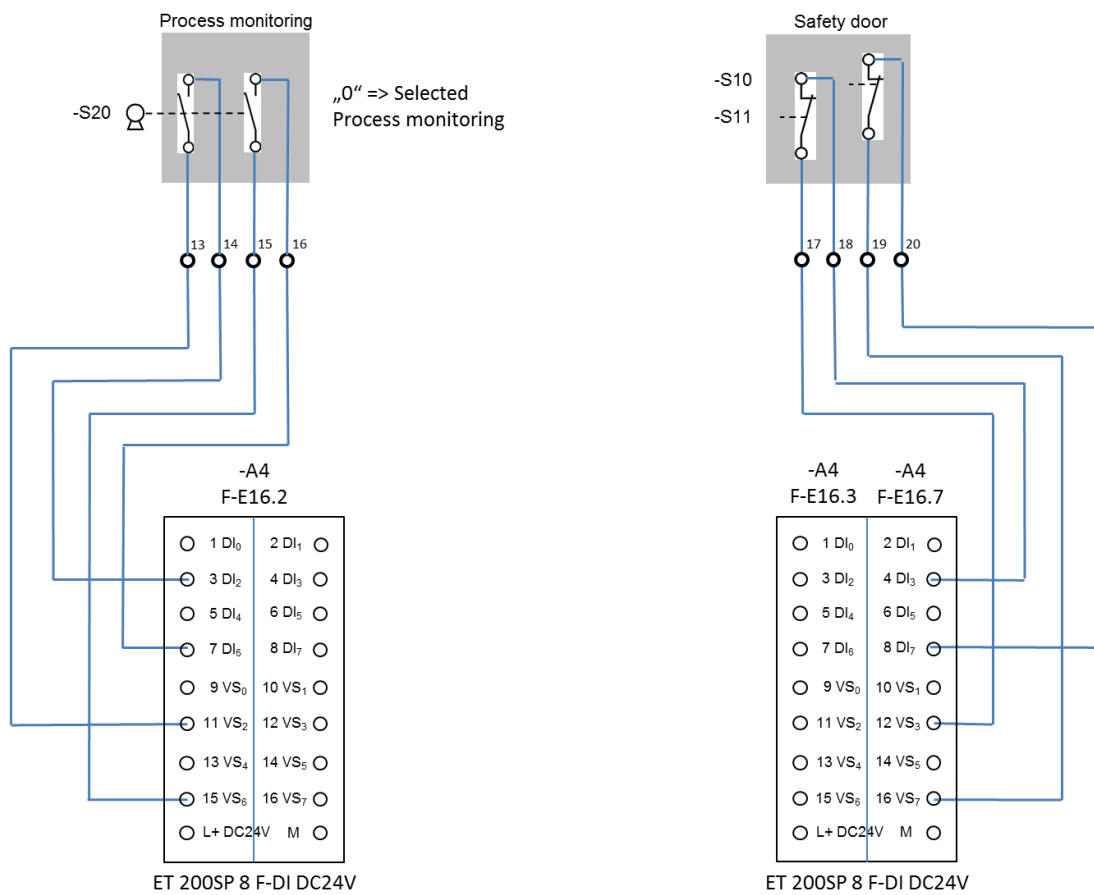 Process monitoring
-S20
„0“ => Selected
Process monitoring
13 14 15 16
-A4
F-E16.2
1 DI₀ 2 DI₁
3 DI₂ 4 DI₃
5 DI₄ 6 DI₅
7 DI₆ 8 DI₇
9 VS₀ 10 VS₁
11 VS₂ 12 VS₃
13 VS₄ 14 VS₅
15 VS₆ 16 VS₇
L+ DC24V M
ET 200SP 8 F-DI DC24V
Safety door
-S10
-S11
17 18 19 20
-A4 -A4
F-E16.3 F-E16.7
1 DI₀ 2 DI₁
3 DI₂ 4 DI₃
5 DI₄ 6 DI₅
7 DI₆ 8 DI₇
9 VS₀ 10 VS₁
11 VS₂ 12 VS₃
13 VS₄ 14 VS₅
15 VS₆ 16 VS₇
L+ DC24V M
ET 200SP 8 F-DI DC24V